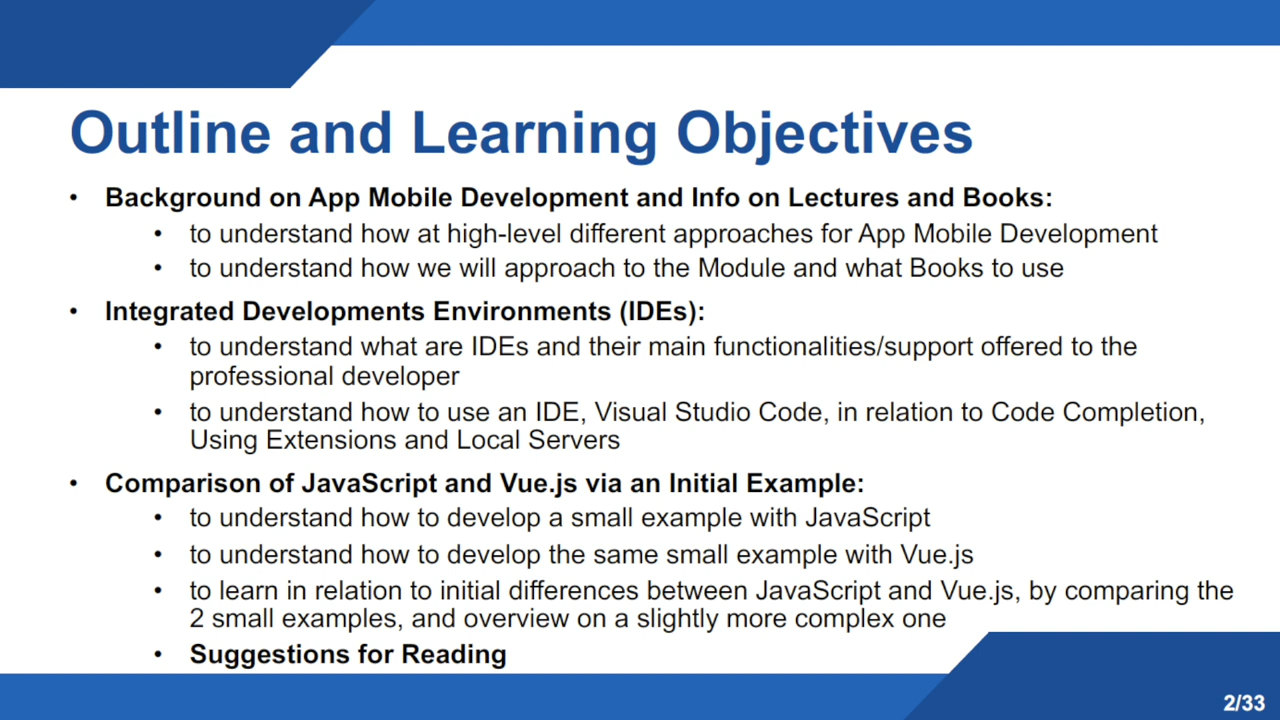 Outline and Learning Objectives
• Background on App Mobile Development and Info on Lectures and Books:
• to understand how at high-level different approaches for App Mobile Development
• to understand how we will approach to the Module and what Books to use
• Integrated Developments Environments (IDEs):
• to understand what are IDEs and their main functionalities/support offered to the
professional developer
• to understand how to use an IDE, Visual Studio Code, in relation to Code Completion,
Using Extensions and Local Servers
• Comparison of JavaScript and Vue.js via an Initial Example:
• to understand how to develop a small example with JavaScript
• to understand how to develop the same small example with Vue.js
• to learn in relation to initial differences between JavaScript and Vue.js, by comparing the
2 small examples, and overview on a slightly more complex one
• Suggestions for Reading
2/33